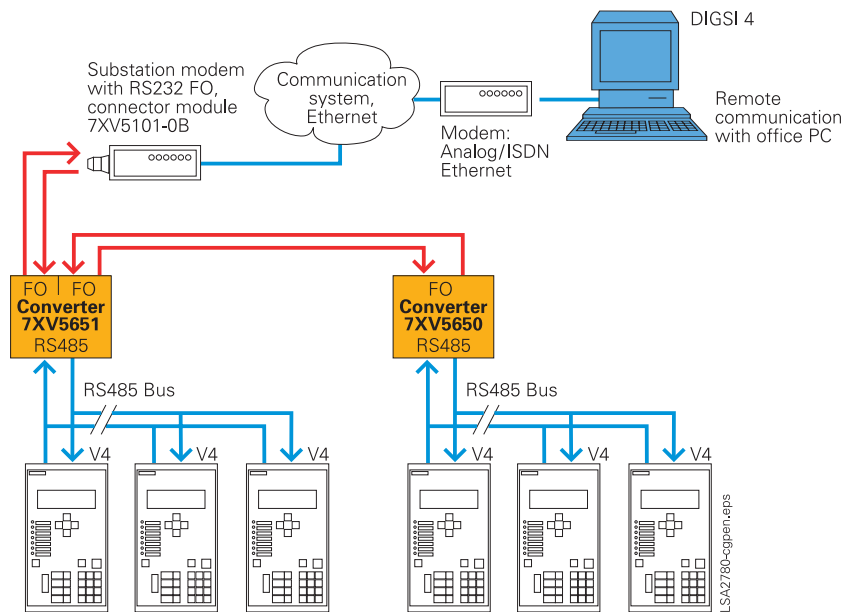 DIGSI 4
Substation modem
with RS232 FO,
connector module
7XV5101-0B
Communication
system,
Ethernet
Modem:
Analog/ISDN
Ethernet
Remote
communication
with office PC
FO FO
Converter
7XV5651
RS485
FO
Converter
7XV5650
RS485
RS485 Bus
RS485 Bus
V4
V4
V4
V4
V4
V4
LSA2780-cgpen.eps